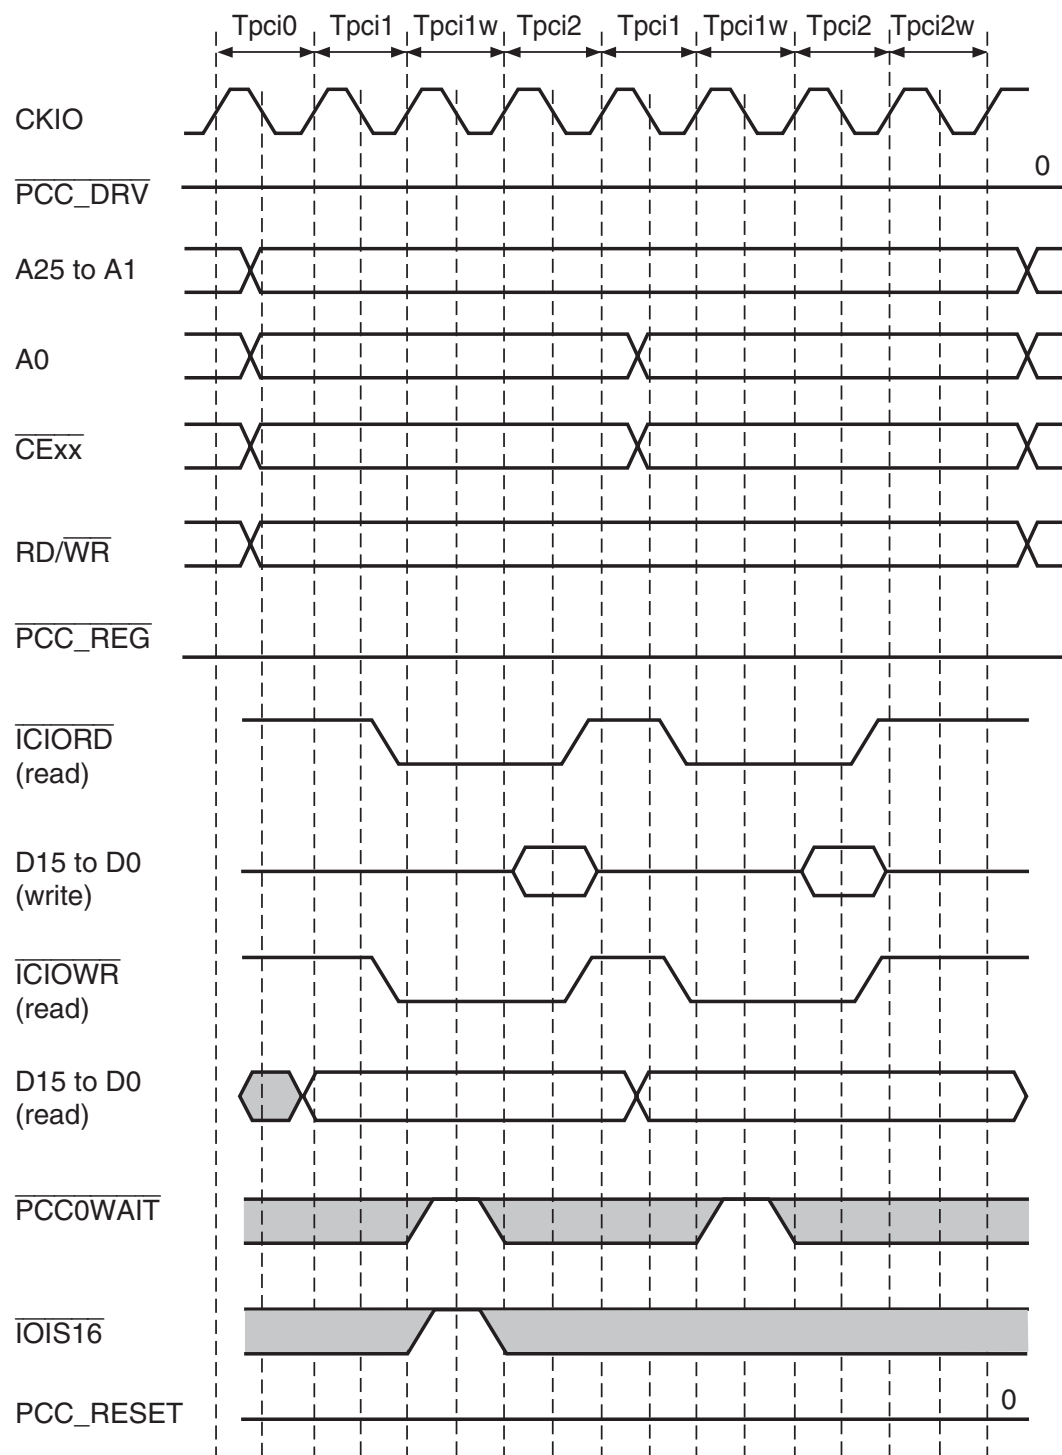 Tpci0 Tpci1 Tpci1w Tpci2 Tpci1 Tpci1w Tpci2 Tpci2w
CKIO
0
PCC_DRV
A25 to A1
A0
CExx
RD/WR
PCC_REG
ICIORD
(read)
D15 to D0
(write)
ICIOWR
(read)
D15 to D0
(read)
PCC0WAIT
IOIS16
0
PCC_RESET